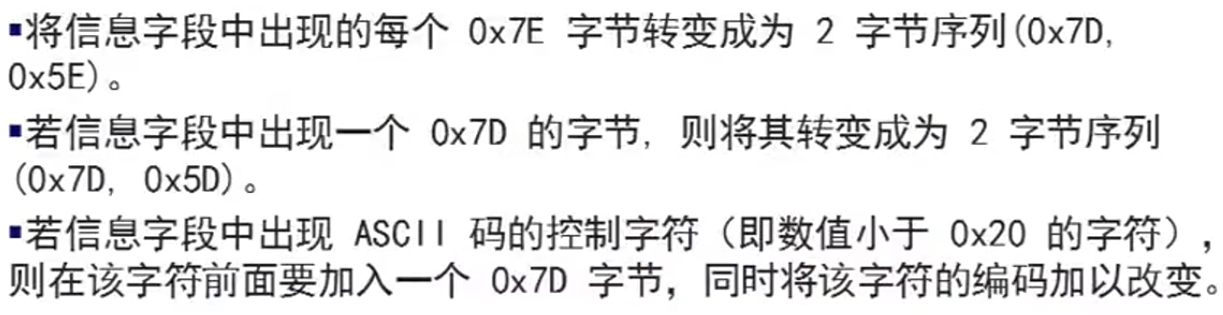 ▪将信息字段中出现的每个 0x7E 字节转变成为 2 字节序列(0x7D,
0x5E)。
▪若信息字段中出现一个 0x7D 的字节, 则将其转变成为 2 字节序列
(0x7D, 0x5D)。
▪若信息字段中出现 ASCII 码的控制字符（即数值小于 0x20 的字符），
则在该字符前面要加入一个 0x7D 字节，同时将该字符的编码加以改变。